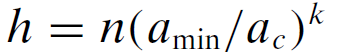 h = n(a_min/a_c)^k